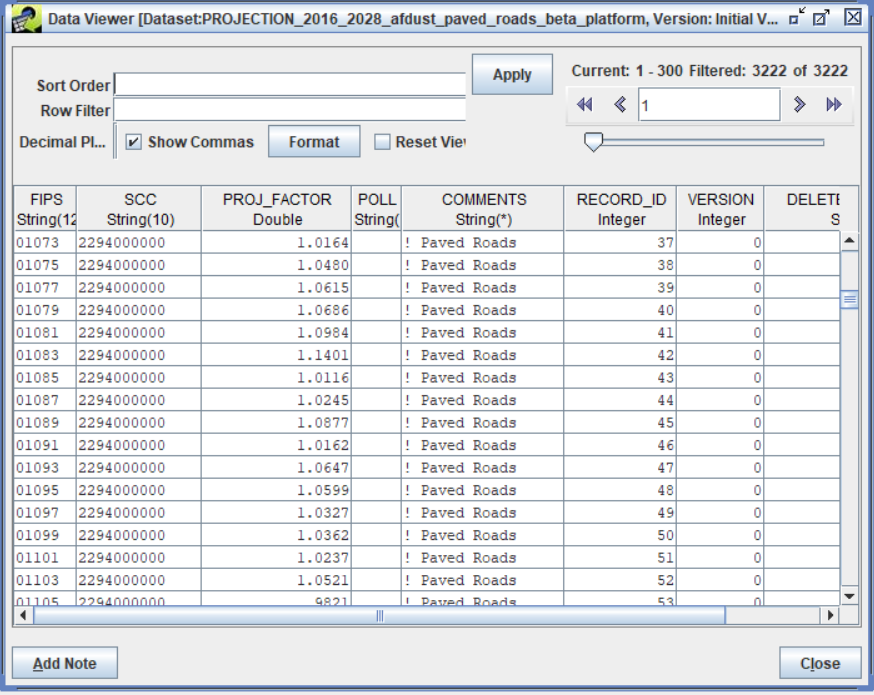 Data Viewer [Dataset:PROJECTION_2016_2028_afdust_paved_roads_beta_platform, Version: Initial V...
Sort Order
Apply
Current: 1 - 300 Filtered: 3222 of 3222
Row Filter
1
Decimal Pl...
Show Commas
Format
Reset Vie
FIPS SCC PROJ_FACTOR POLL COMMENTS RECORD_ID VERSION DELETE
String(12 String(10) Double String( String(*) Integer Integer S
01073 2294000000 1.0164 ! Paved Roads 37 0
01075 2294000000 1.0480 ! Paved Roads 38 0
01077 2294000000 1.0615 ! Paved Roads 39 0
01079 2294000000 1.0686 ! Paved Roads 40 0
01081 2294000000 1.0984 ! Paved Roads 41 0
01083 2294000000 1.1401 ! Paved Roads 42 0
01085 2294000000 1.0116 ! Paved Roads 43 0
01087 2294000000 1.0245 ! Paved Roads 44 0
01089 2294000000 1.0877 ! Paved Roads 45 0
01091 2294000000 1.0162 ! Paved Roads 46 0
01093 2294000000 1.0647 ! Paved Roads 47 0
01095 2294000000 1.0599 ! Paved Roads 48 0
01097 2294000000 1.0327 ! Paved Roads 49 0
01099 2294000000 1.0362 ! Paved Roads 50 0
01101 2294000000 1.0237 ! Paved Roads 51 0
01103 2294000000 1.0521 ! Paved Roads 52 0
01105 2294000000 9821 ! Paved Roads 53 0
Add Note
Close